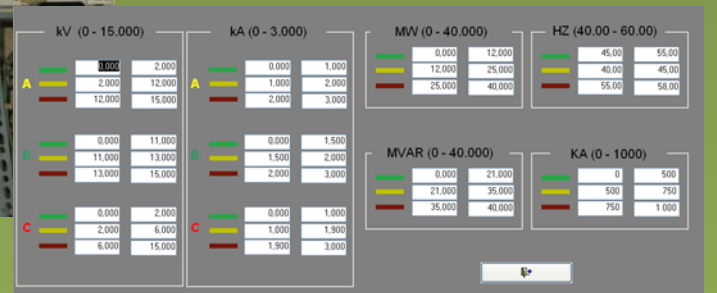 kV (0 - 15.000)
A
0,000 2,000
2,000 12,000
12,000 15,000
B
0,000 11,000
11,000 13,000
13,000 15,000
C
0,000 2,000
2,000 6,000
6,000 15,000
kA (0 - 3.000)
A
0,000 1,000
1,000 2,000
2,000 3,000
B
0,000 1,500
1,500 2,000
2,000 3,000
C
0,000 1,000
1,000 1,900
1,900 3,000
MW (0 - 40.000)
0,000 12,000
12,000 25,000
25,000 40,000
HZ (40.00 - 60.00)
45,00 55,00
40,00 45,00
55,00 58,00
MVAR (0 - 40.000)
0,000 21,000
21,000 35,000
35,000 40,000
KA (0 - 1000)
0 500
500 750
750 1 000